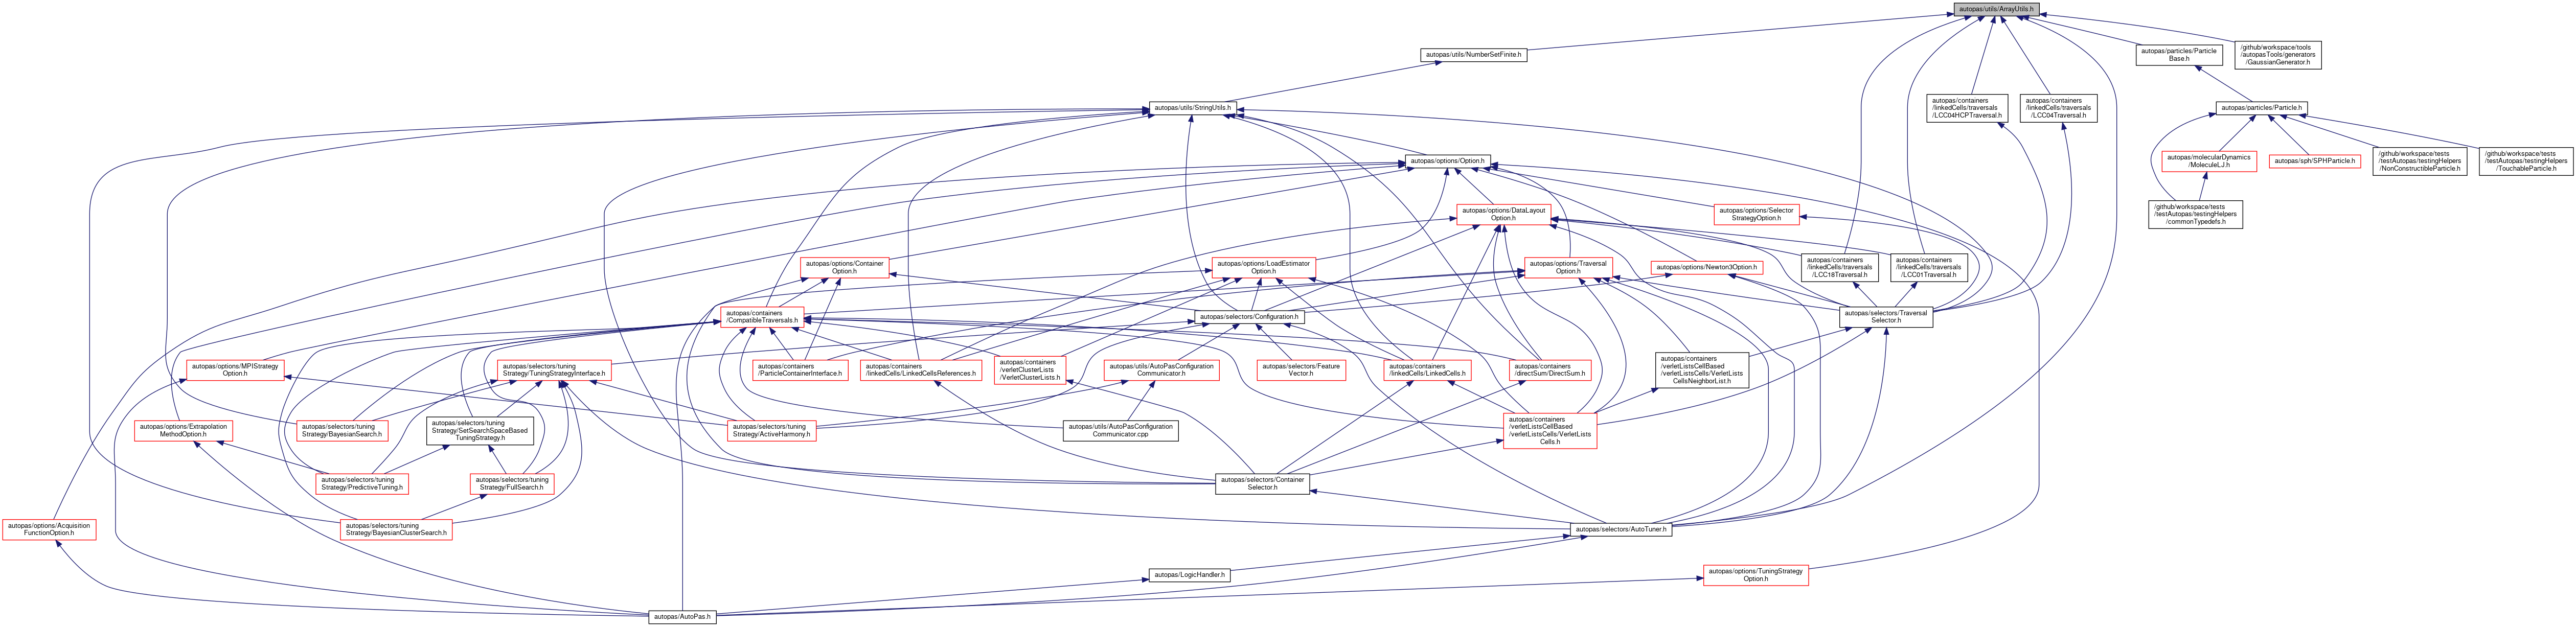 autopas/utils/ArrayUtils.h
autopas/utils/NumberSetFinite.h
autopas/particles/Particle
Base.h
/github/workspace/tools
/autopasTools/generators
/GaussianGenerator.h
autopas/utils/StringUtils.h
autopas/containers
/linkedCells/traversals
/LCC04HCPTraversal.h
autopas/containers
/linkedCells/traversals
/LCC04Traversal.h
autopas/particles/Particle.h
autopas/options/Option.h
autopas/molecularDynamics
/MoleculeLJ.h
autopas/sph/SPHParticle.h
/github/workspace/tests
/testAutopas/testingHelpers
/NonConstructibleParticle.h
/github/workspace/tests
/testAutopas/testingHelpers
/TouchableParticle.h
autopas/options/DataLayout
Option.h
autopas/options/Selector
StrategyOption.h
/github/workspace/tests
/testAutopas/testingHelpers
/commonTypedefs.h
autopas/options/Container
Option.h
autopas/options/LoadEstimator
Option.h
autopas/options/Traversal
Option.h
autopas/options/Newton3Option.h
autopas/containers
/linkedCells/traversals
/LCC18Traversal.h
autopas/containers
/linkedCells/traversals
/LCC01Traversal.h
autopas/containers
/CompatibleTraversals.h
autopas/selectors/Configuration.h
autopas/selectors/Traversal
Selector.h
autopas/options/MPIStrategy
Option.h
autopas/selectors/tuning
Strategy/TuningStrategyInterface.h
autopas/containers
/ParticleContainerInterface.h
autopas/containers
/linkedCells/LinkedCellsReferences.h
autopas/containers
/verletClusterLists
/VerletClusterLists.h
autopas/utils/AutoPasConfiguration
Communicator.h
autopas/selectors/Feature
Vector.h
autopas/containers
/linkedCells/LinkedCells.h
autopas/containers
/directSum/DirectSum.h
autopas/containers
/verletListsCellBased
/verletListsCells/VerletLists
CellsNeighborList.h
autopas/options/Extrapolation
MethodOption.h
autopas/selectors/tuning
Strategy/BayesianSearch.h
autopas/selectors/tuning
Strategy/SetSearchSpaceBased
TuningStrategy.h
autopas/selectors/tuning
Strategy/ActiveHarmony.h
autopas/utils/AutoPasConfiguration
Communicator.cpp
autopas/containers
/verletListsCellBased
/verletListsCells/VerletLists
Cells.h
autopas/selectors/tuning
Strategy/PredictiveTuning.h
autopas/selectors/tuning
Strategy/FullSearch.h
autopas/selectors/Container
Selector.h
autopas/options/Acquisition
FunctionOption.h
autopas/selectors/tuning
Strategy/BayesianClusterSearch.h
autopas/selectors/AutoTuner.h
autopas/LogicHandler.h
autopas/options/TuningStrategy
Option.h
autopas/AutoPas.h